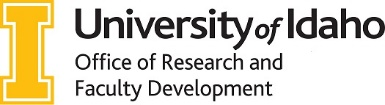 University of Idaho
Office of Research and
Faculty Development